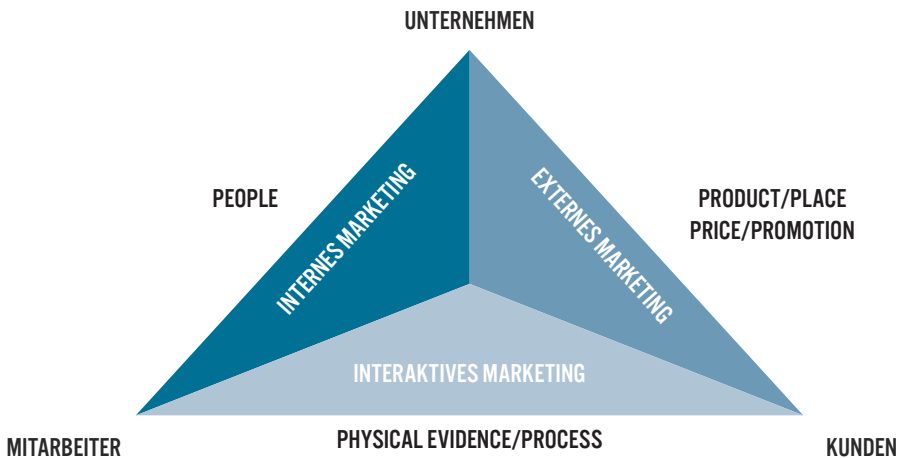 UNTERNEHMEN
PEOPLE
INTERNES MARKETING
EXTERNES MARKETING
PRODUCT/PLACE
PRICE/PROMOTION
INTERAKTIVES MARKETING
MITARBEITER
PHYSICAL EVIDENCE/PROCESS
KUNDEN